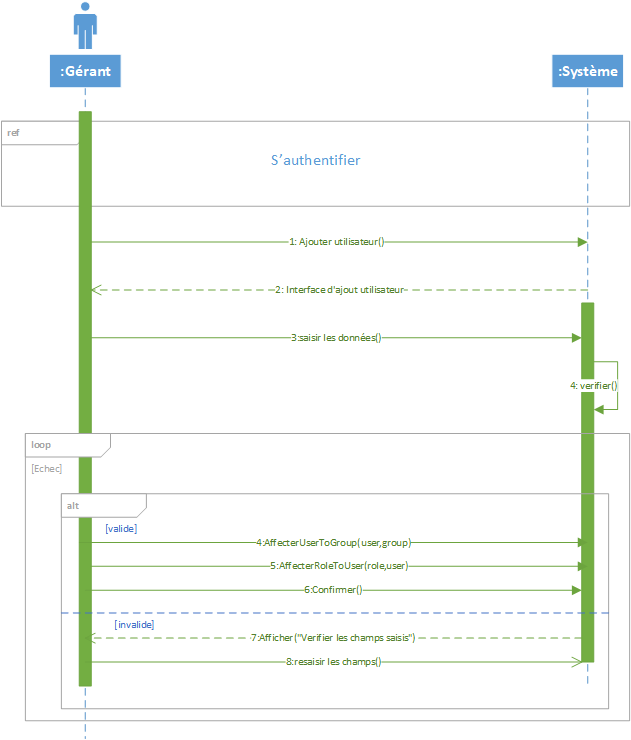 :Gérant
:Système
ref
S'authentifier
1: Ajouter utilisateur()
2: Interface d'ajout utilisateur
3:saisir les données()
4: verifier()
loop
[Echec]
alt
[valide]
4:AffecterUserToGroup(user,group)
5:AffecterRoleToUser(role,user)
6:Confirmer()
[invalide]
7:Afficher("Verifier les champs saisis")
8:resaisir les champs()